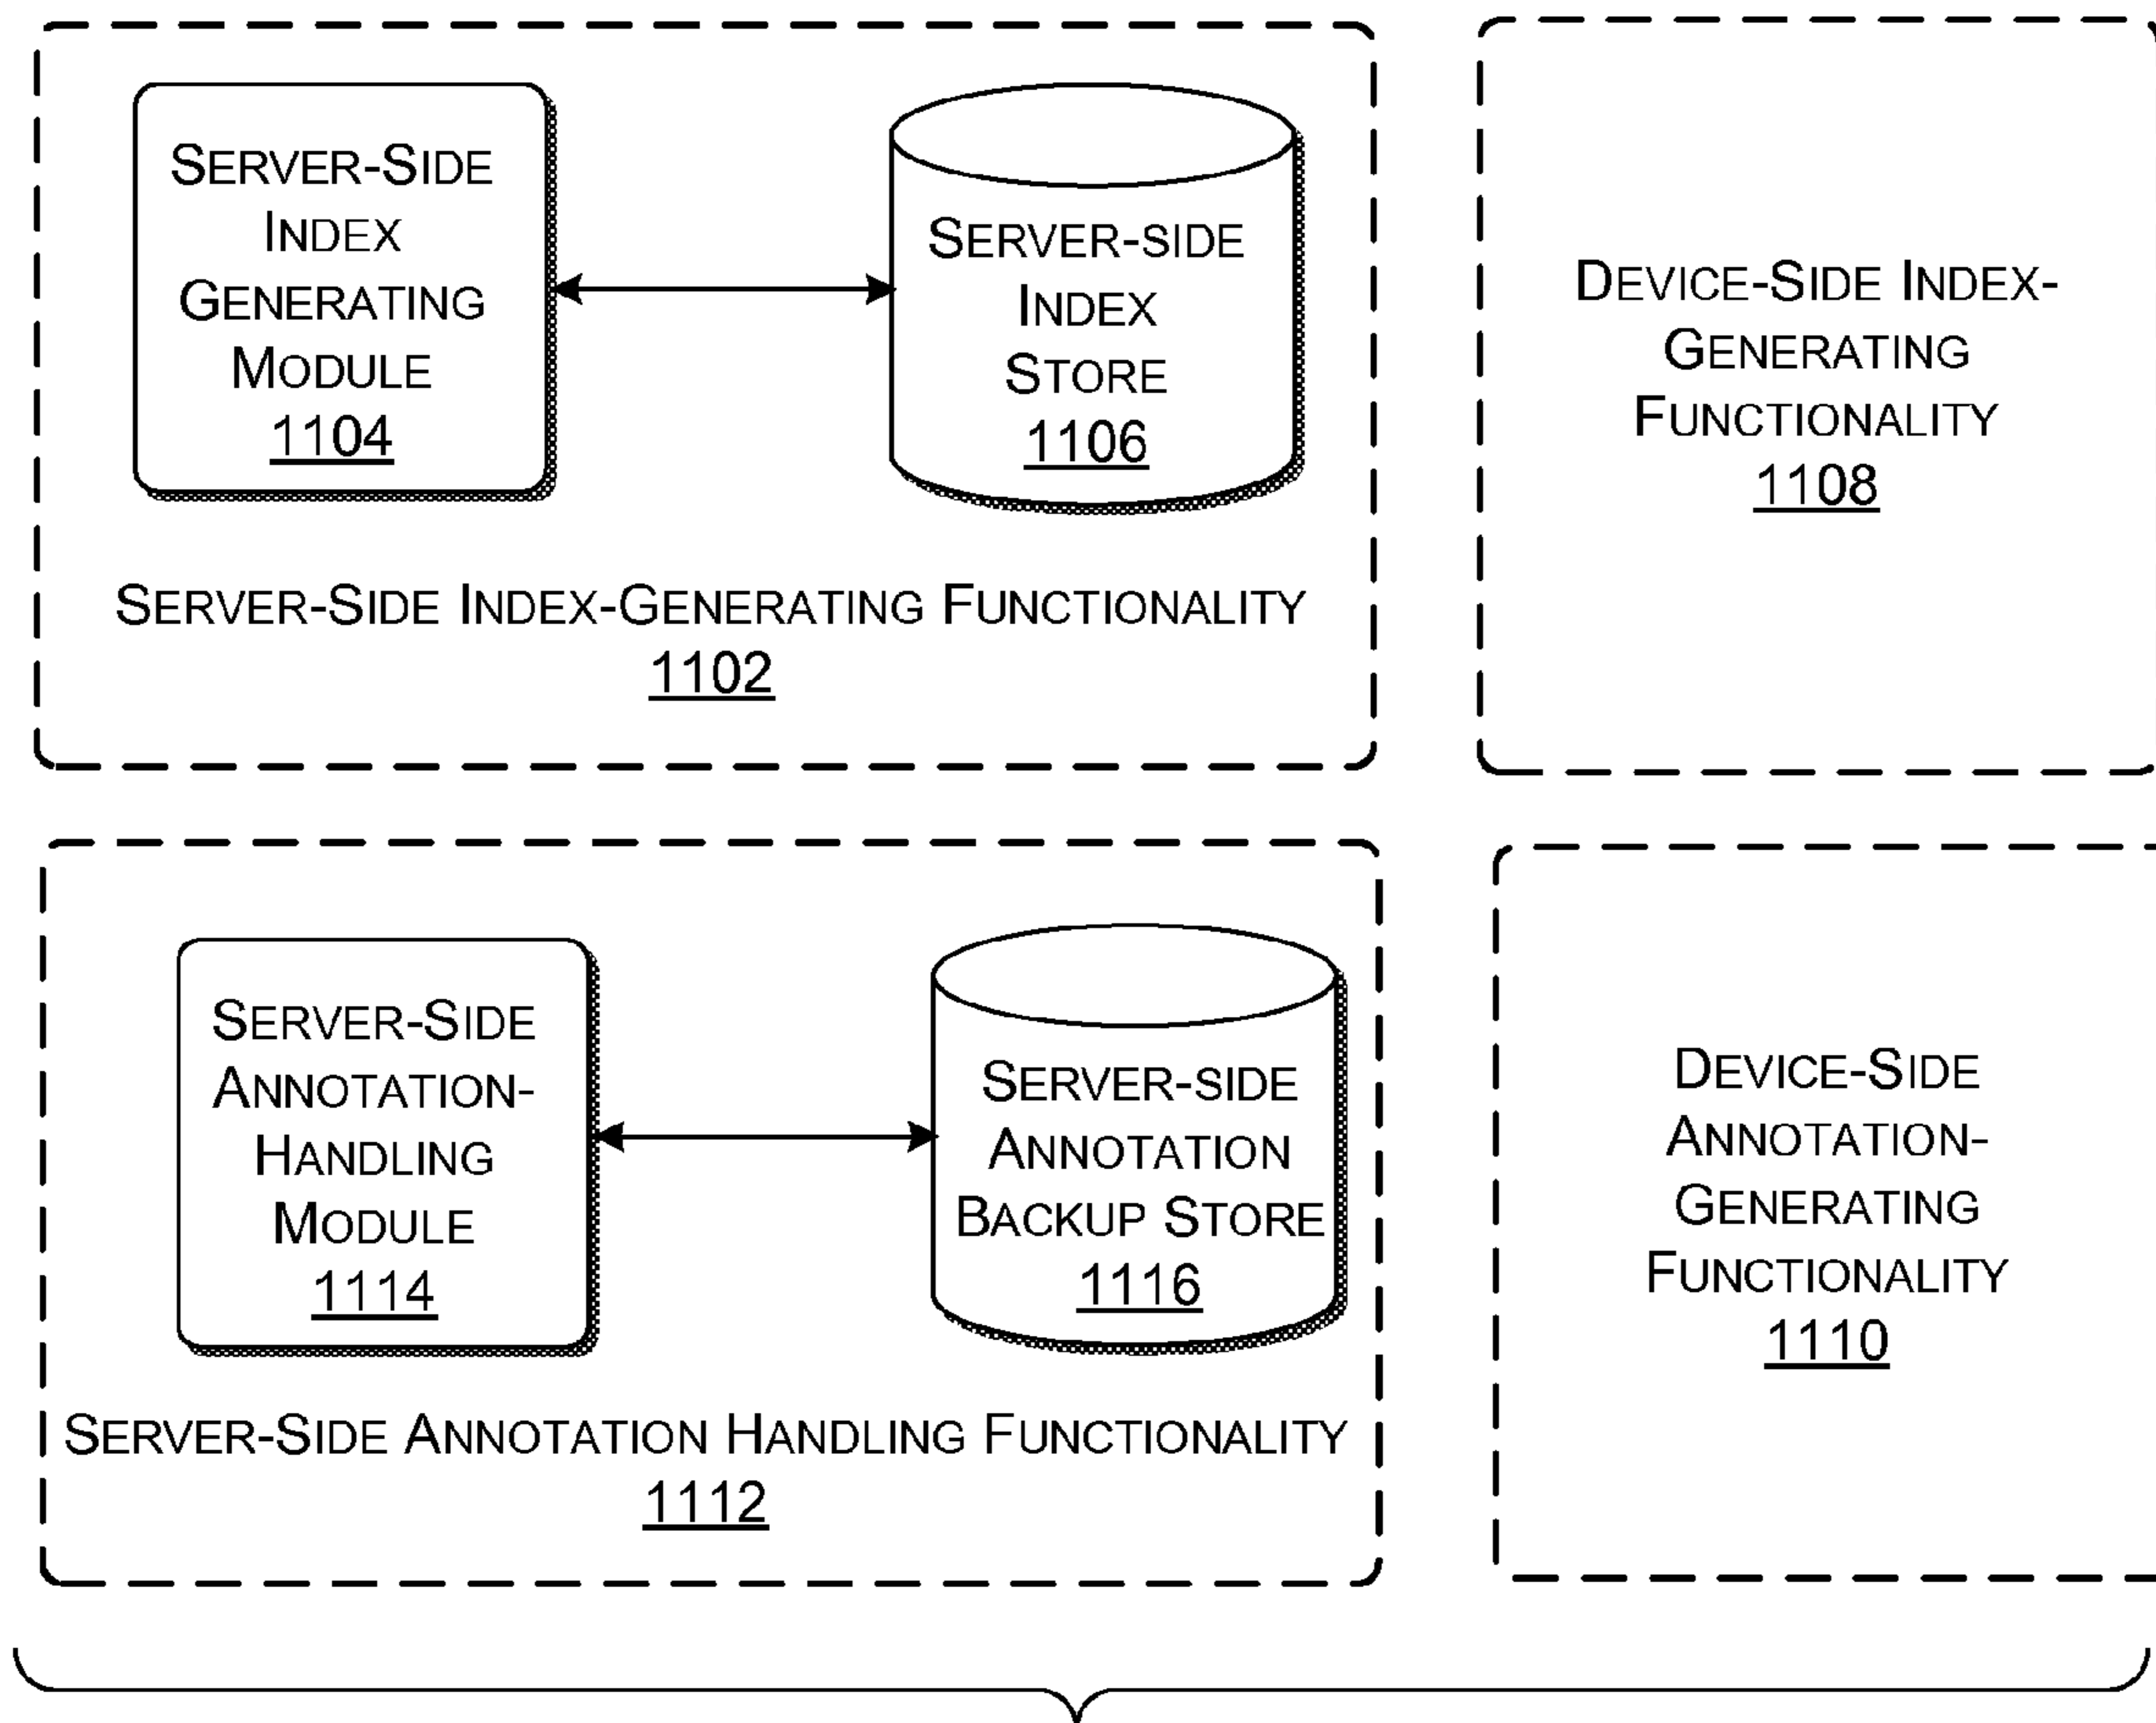 SERVER-SIDE
INDEX
GENERATING
MODULE
1104
SERVER-SIDE
INDEX
STORE
1106
SERVER-SIDE INDEX-GENERATING FUNCTIONALITY
1102
DEVICE-SIDE INDEX-
GENERATING
FUNCTIONALITY
1108
SERVER-SIDE
ANNOTATION-
HANDLING
MODULE
1114
SERVER-SIDE
ANNOTATION
BACKUP STORE
1116
SERVER-SIDE ANNOTATION HANDLING FUNCTIONALITY
1112
DEVICE-SIDE
ANNOTATION-
GENERATING
FUNCTIONALITY
1110